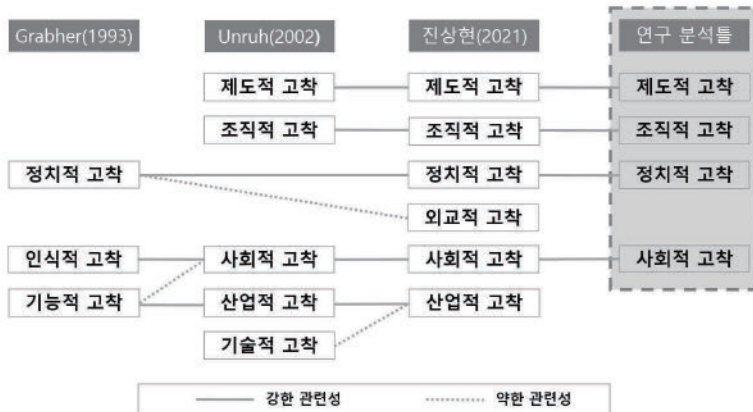 Grabher(1993) Unruh(2002) 진상현(2021) 연구 분석틀
제도적 고착 제도적 고착 제도적 고착
조직적 고착 조직적 고착 조직적 고착
정치적 고착 정치적 고착 정치적 고착
외교적 고착
인식적 고착 사회적 고착 사회적 고착 사회적 고착
기능적 고착 산업적 고착 산업적 고착
기술적 고착
강한 관련성 약한 관련성